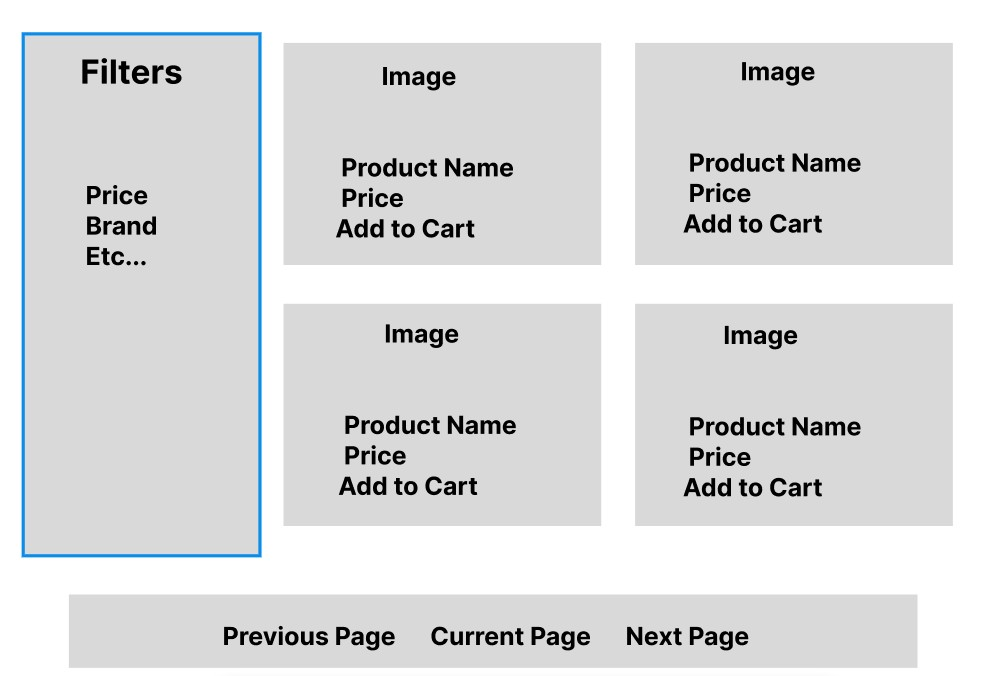 Filters
Price
Brand
Etc...
Image
Product Name
Price
Add to Cart
Image
Product Name
Price
Add to Cart
Image
Product Name
Price
Add to Cart
Image
Product Name
Price
Add to Cart
Previous Page Current Page Next Page